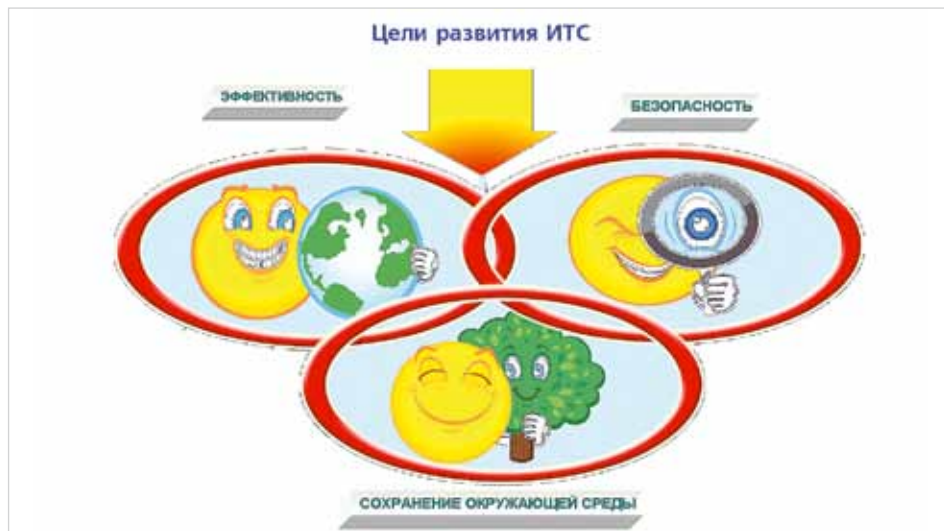 Цели развития ИТС
ЭФФЕКТИВНОСТЬ
БЕЗОПАСНОСТЬ
СОХРАНЕНИЕ ОКРУЖАЮЩЕЙ СРЕДЫ